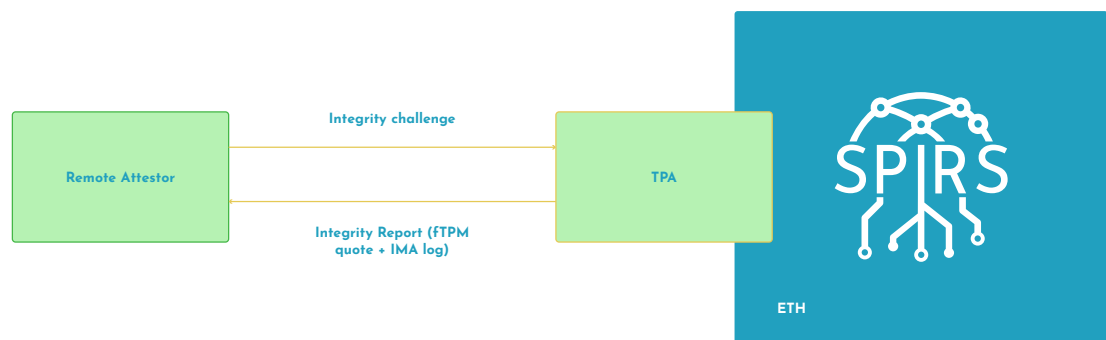 Integrity challenge
Remote Attestor
TPA
SPIRS
Integrity Report (fTPM
quote + IMA log)
ETH